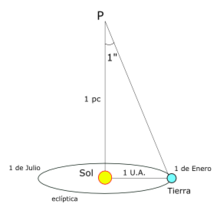 P
1"
1 pc
1 de Julio
Sol
1 U.A.
1 de Enero
Tierra
eclíptica